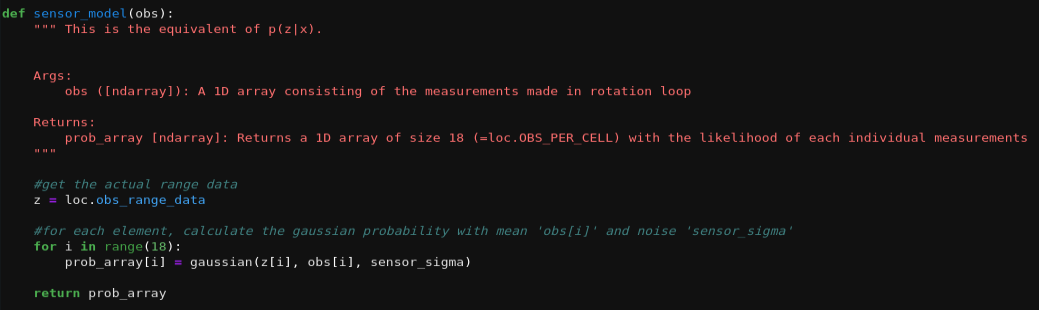 def sensor_model(obs):
    """ This is the equivalent of p(z|x).
    Args:
        obs ([ndarray]): A 1D array consisting of the measurements made in rotation loop
    Returns:
        prob_array [ndarray]: Returns a 1D array of size 18 (=loc.OBS_PER_CELL) with the likelihood of each individual measurements
    """
    #get the actual range data
    z = loc.obs_range_data
    #for each element, calculate the gaussian probability with mean 'obs[i]' and noise 'sensor_sigma'
    for i in range(18):
        prob_array[i] = gaussian(z[i], obs[i], sensor_sigma)
    return prob_array